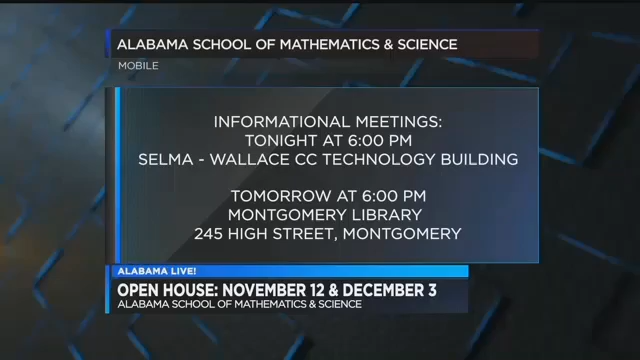 ALABAMA SCHOOL OF MATHEMATICS & SCIENCE
MOBILE
INFORMATIONAL MEETINGS:
TONIGHT AT 6:00 PM
SELMA - WALLACE CC TECHNOLOGY BUILDING
TOMORROW AT 6:00 PM
MONTGOMERY LIBRARY
245 HIGH STREET, MONTGOMERY
ALABAMA LIVE!
OPEN HOUSE: NOVEMBER 12 & DECEMBER 3
ALABAMA SCHOOL OF MATHEMATICS & SCIENCE